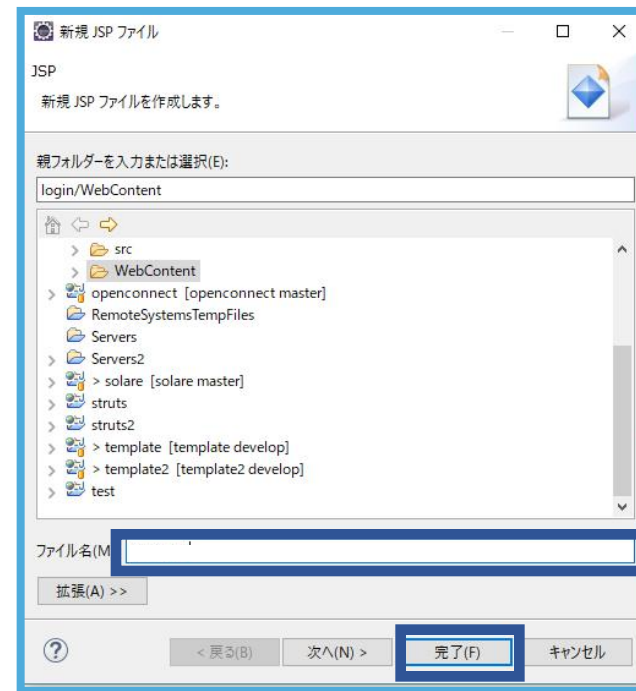 新規 JSP ファイル
JSP
新規 JSP ファイルを作成します。
親フォルダーを入力または選択(E):
login/WebContent
src
WebContent
openconnect [openconnect master]
RemoteSystemsTempFiles
Servers
Servers2
> solare [solare master]
struts
struts2
> template [template develop]
> template2 [template2 develop]
test
ファイル名(M
拡張(A) >>
< 戻る(B) 次へ(N) > 完了(F) キャンセル